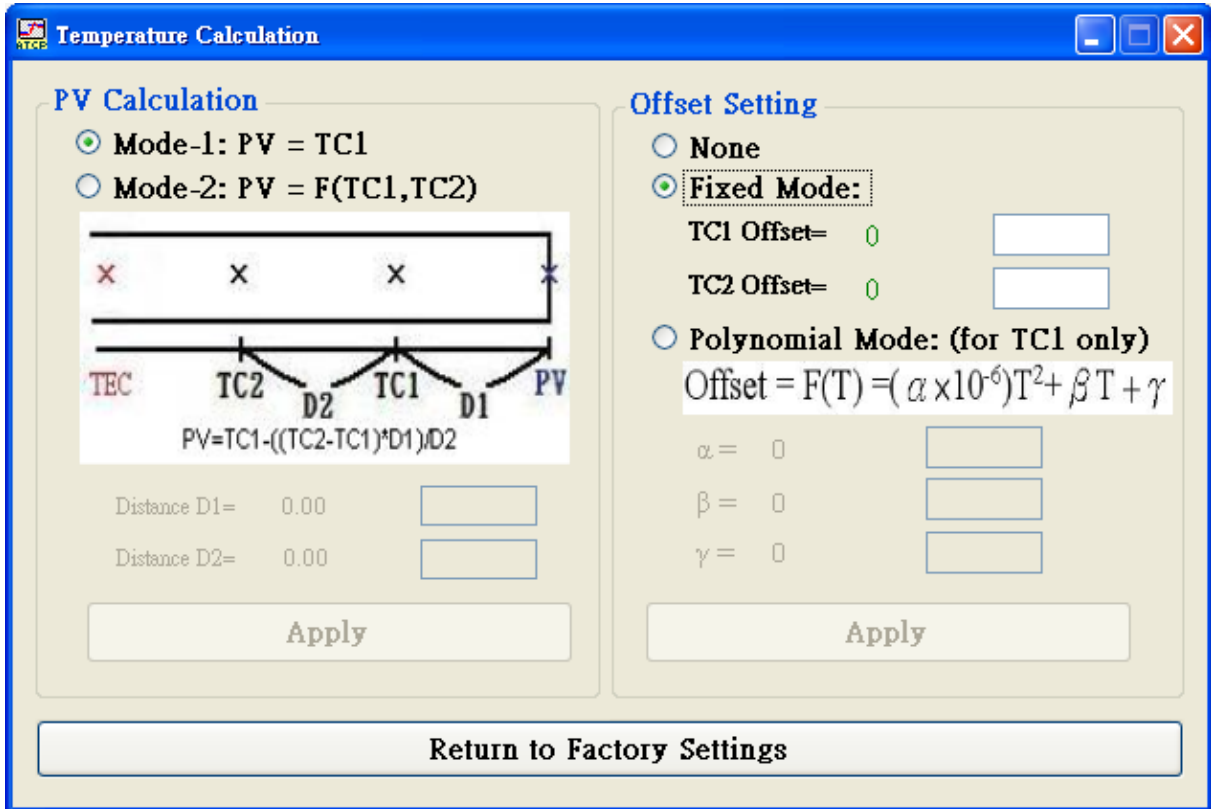 ATCP Temperature Calculation
PV Calculation
Mode-1: PV = TC1
Mode-2: PV = F(TC1,TC2)
× × × ×
TEC TC2 TC1 PV
D2 D1
PV=TC1-((TC2-TC1)*D1)/D2
Distance D1= 0.00
Distance D2= 0.00
Apply
Offset Setting
None
Fixed Mode:
TC1 Offset= 0
TC2 Offset= 0
Polynomial Mode: (for TC1 only)
Offset = F(T) =( α x10⁻⁶)T²+ β T + γ
α = 0
β = 0
γ = 0
Apply
Return to Factory Settings